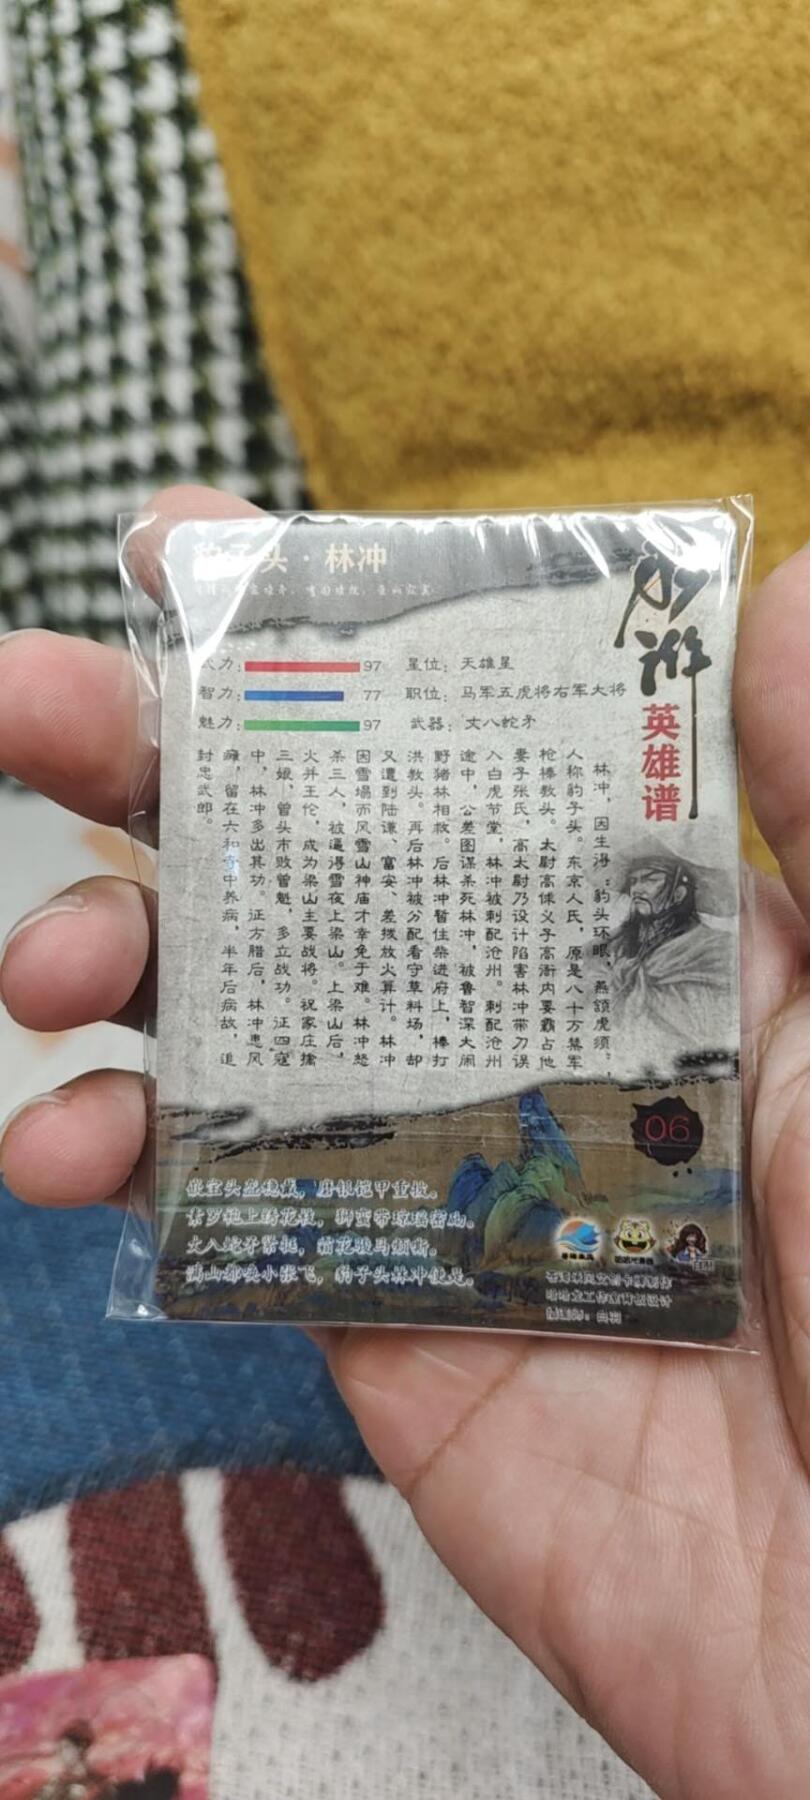 豹子头·林冲
水浒
英雄谱
武力: 97 星位: 天雄星
智力: 77 职位: 马军五虎将右军大将
魅力: 97 武器: 丈八蛇矛
林冲,因生得:豹头环眼,燕颔虎须。,
人称豹子头。东京人氏,原是八十万禁军
枪棒教头。太尉高俅义子高衙内要霸占他
妻子张氏,高太尉乃设计陷害林冲带刀误
入白虎节堂,林冲被刺配沧州。刺配沧州
途中,公差图谋杀死林冲,被鲁智深大闹
野猪林相救。后林冲暂住柴进府上,棒打
洪教头。再后林冲被分配看守草料场,却
又遭到陆谦、富安、差拨放火算计。林冲
因雪塌而风雪山神庙才幸免于难。林冲怒
杀三人,被逼得雪夜上梁山。上梁山后,
火并王伦,成为梁山主要战将。祝家庄擒
三娘,曾头市败曾魁,多立战功。征四寇
中,林冲多出其功。征方腊后,林冲患风
瘫,留在六和寺中养病,半年后病故,追
封忠武郎。
06
嵌宝头盔稳戴,磨银铠甲重披。
素罗袍上绣花枝,狮蛮带琼瑶密砌。
丈八蛇矛紧挺,霜花骏马频嘶。
满山都唤小张飞,豹子头林冲便是。